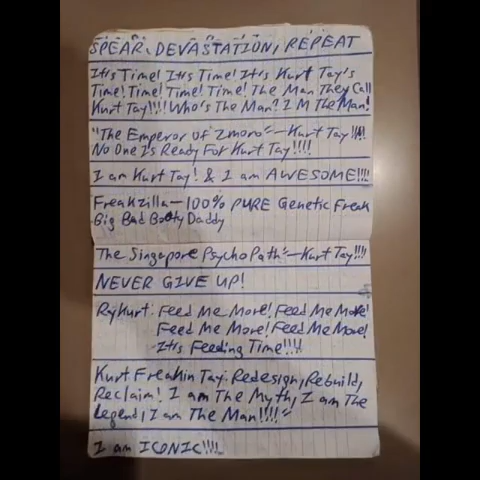 SPEAR, DEVASTATION, REPEAT
It's Time! It's Time! It's Kurt Tay's
Time! Time! Time! Time! The Man They Call
Kurt Tay!!!! Who's The Man? I M The Man!
"The Emperor of Zmoro"—Kurt Tay!!!!
No One Is Ready For Kurt Tay!!!!
I am Kurt Tay! & I am AWESOME!!!!
Freakzilla—100% PURE Genetic Freak
Big Bad Booty Daddy
The Singapore PsychoPath"—Kurt Tay!!!!
NEVER GIVE UP!
RyKurt: Feed Me More! Feed Me More!
Feed Me More! Feed Me More!
It's Feeding Time!!!!
Kurt Freakin Tay: Redesign, Rebuild,
Reclaim! I am The Myth, I am The
Legend, I am The Man!!!!"
I am ICONIC!!!!